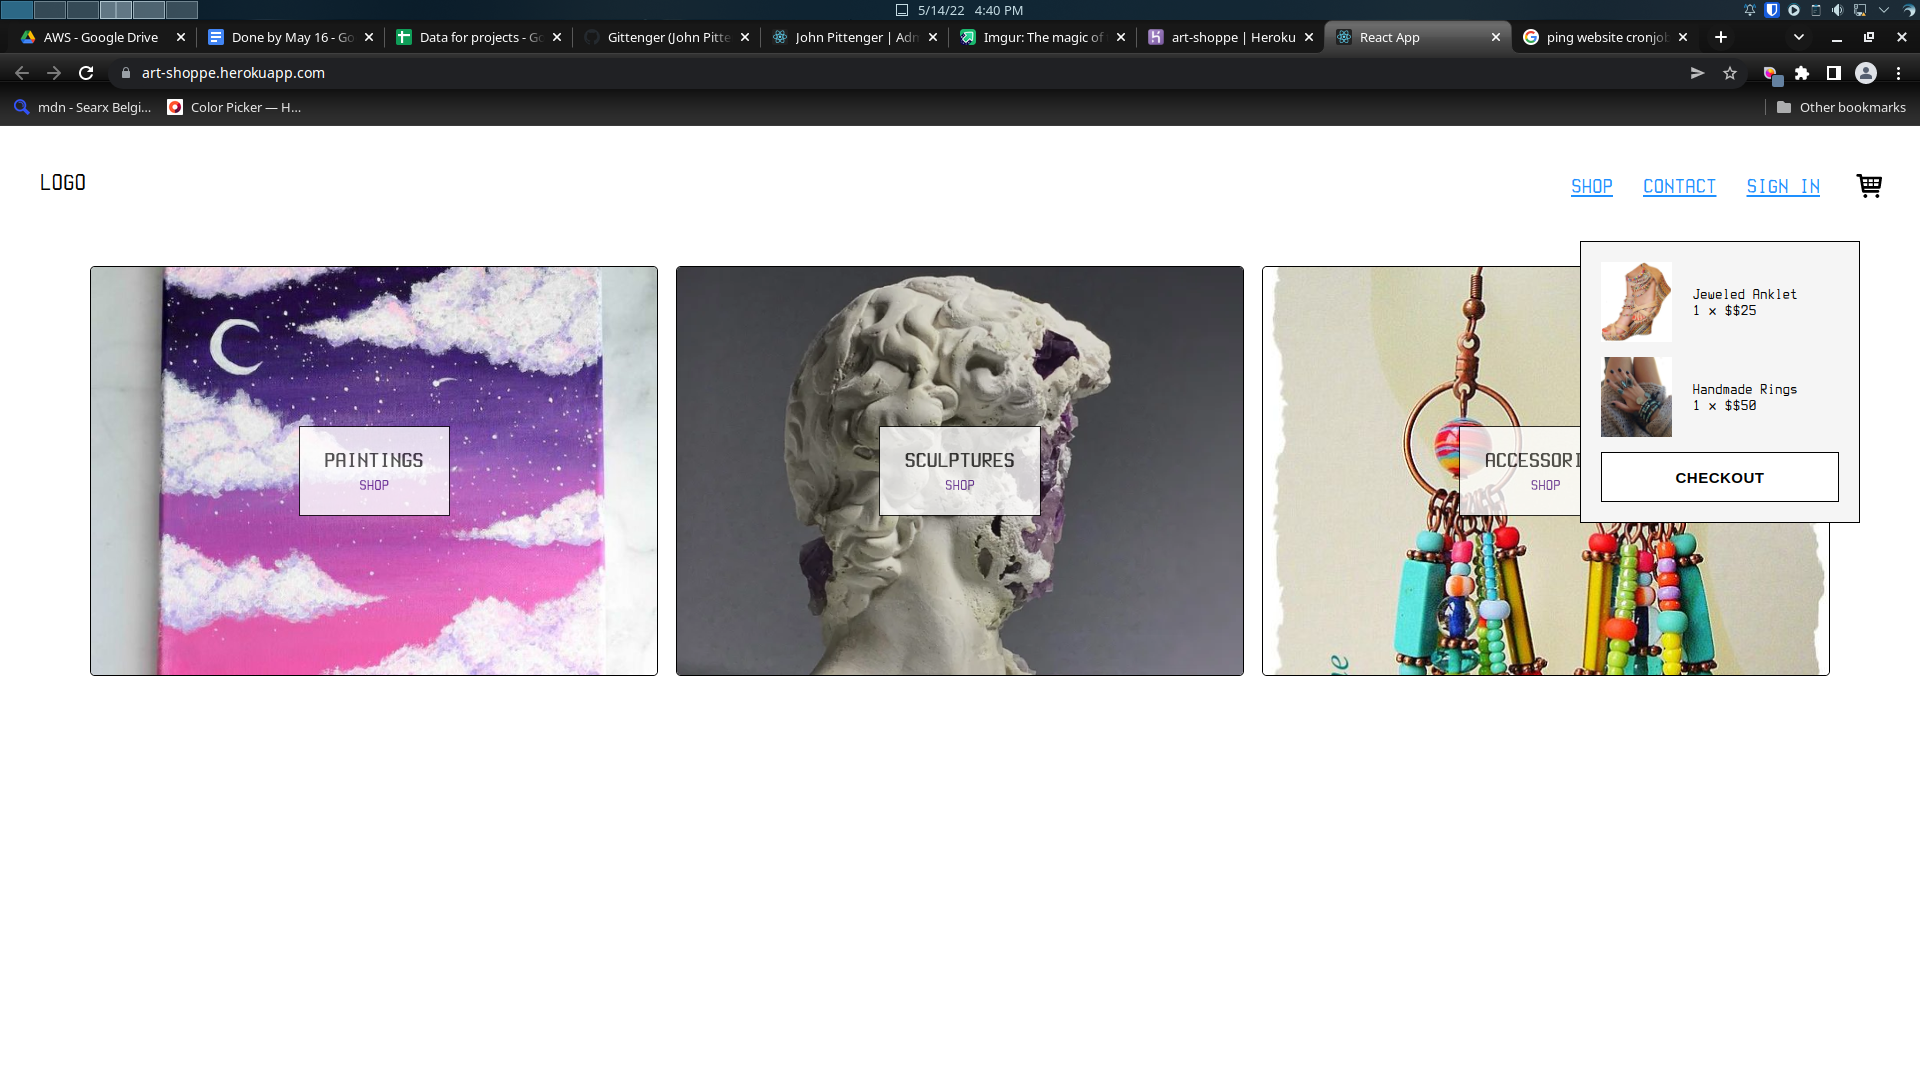 5/14/22 4:40 PM
AWS - Google Drive
Done by May 16 - Go
Data for projects - Go
Gittenger (John Pitte
John Pittenger | Adm
Imgur: The magic of
art-shoppe | Heroku
React App
ping website cronjob
art-shoppe.herokuapp.com
mdn - Searx Belgi...
Color Picker — H...
Other bookmarks
LOGO
SHOP
CONTACT
SIGN IN
Jeweled Anklet
1 × $$25
Handmade Rings
1 × $$50
CHECKOUT
PAINTINGS
SHOP
SCULPTURES
SHOP
ACCESSORI
SHOP